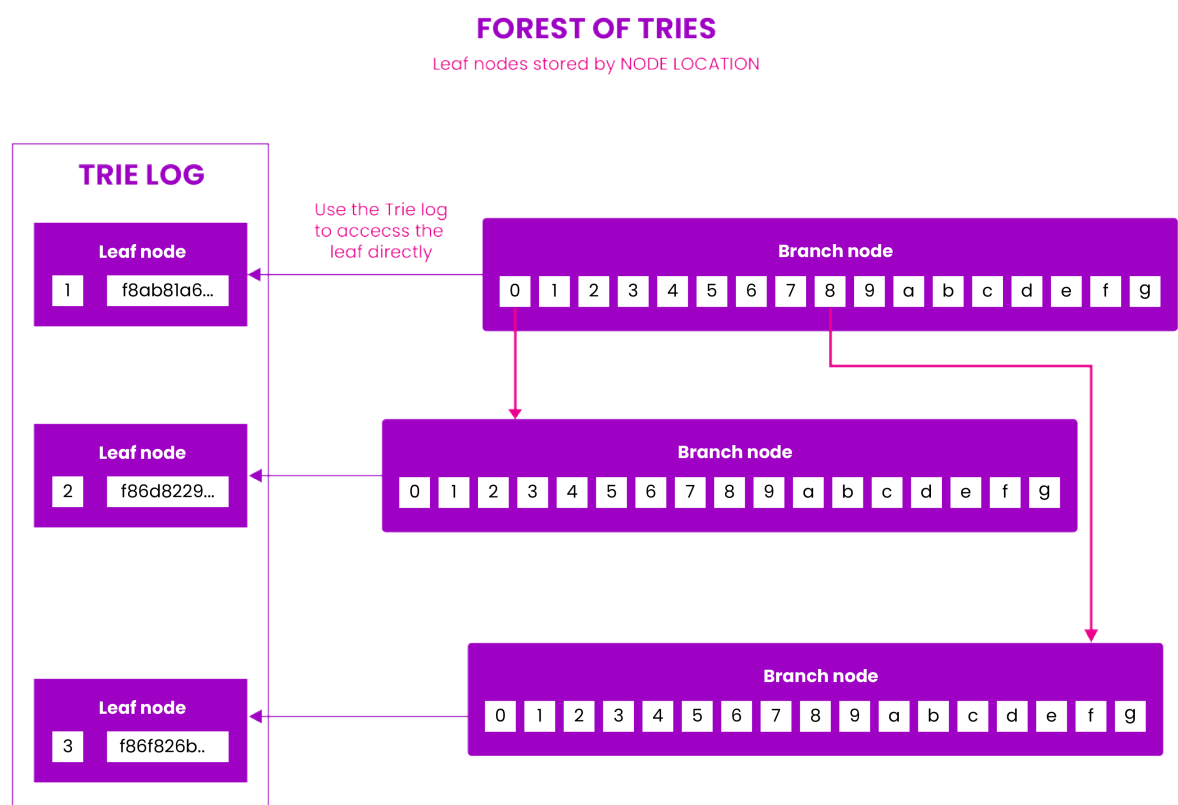 FOREST OF TRIES
Leaf nodes stored by NODE LOCATION
TRIE LOG
Leaf node
1 f8ab81a6...
Use the Trie log
to accecss the
leaf directly
Branch node
0 1 2 3 4 5 6 7 8 9 a b c d e f g
Leaf node
2 f86d8229...
Branch node
0 1 2 3 4 5 6 7 8 9 a b c d e f g
Leaf node
3 f86f826b..
Branch node
0 1 2 3 4 5 6 7 8 9 a b c d e f g